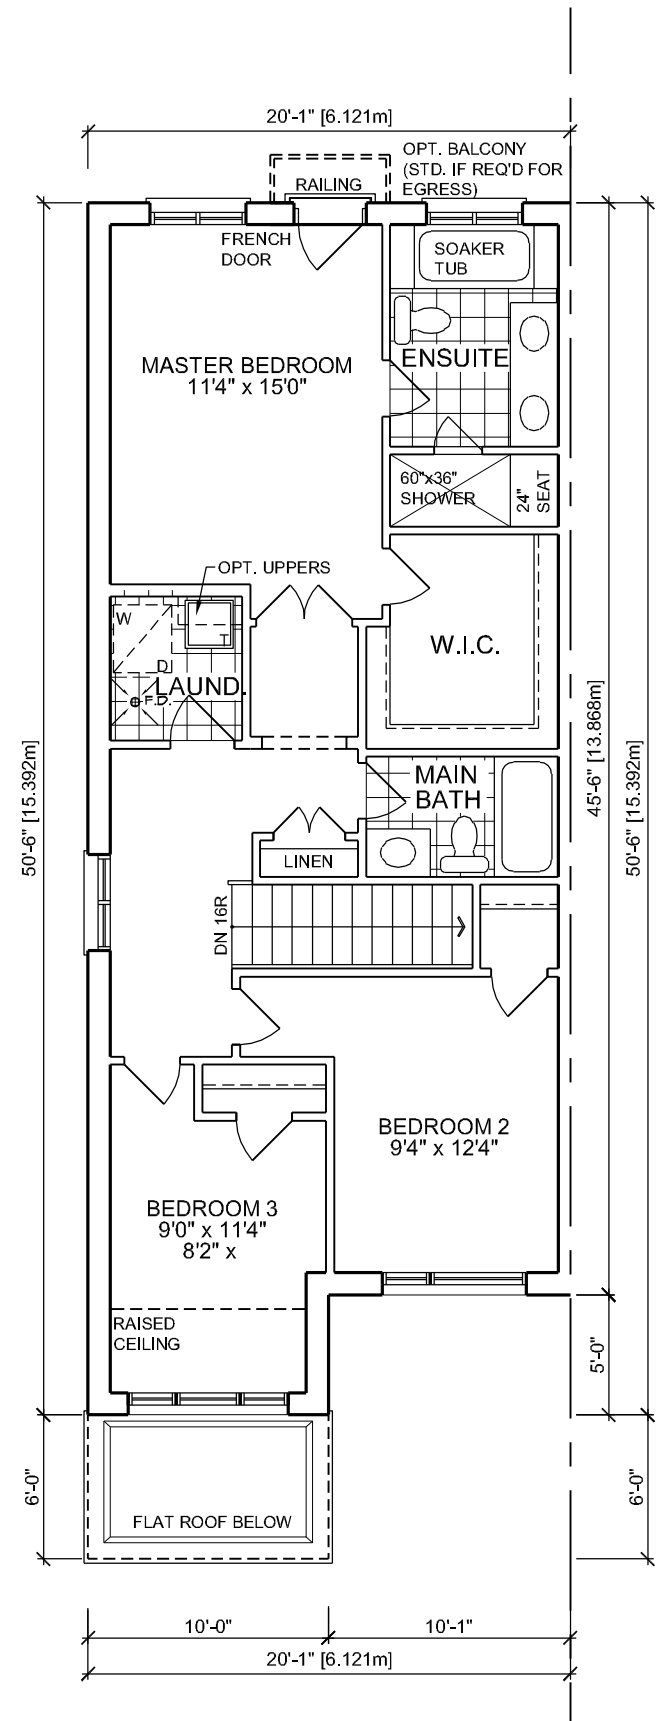 20'-1" [6.121m]
OPT. BALCONY
(STD. IF REQ'D FOR
EGRESS)
RAILING
FRENCH
DOOR
SOAKER
TUB
MASTER BEDROOM
11'4" x 15'0"
ENSUITE
60"x36"
SHOWER
24"
SEAT
OPT. UPPERS
W
T
D
LAUND.
F.D.
W.I.C.
50'-6" [15.392m]
45'-6" [13.868m]
50'-6" [15.392m]
MAIN
BATH
LINEN
DN 16R
BEDROOM 2
9'4" x 12'4"
BEDROOM 3
9'0" x 11'4"
8'2" x
RAISED
CEILING
5'-0"
6'-0"
6'-0"
FLAT ROOF BELOW
10'-0"
10'-1"
20'-1" [6.121m]